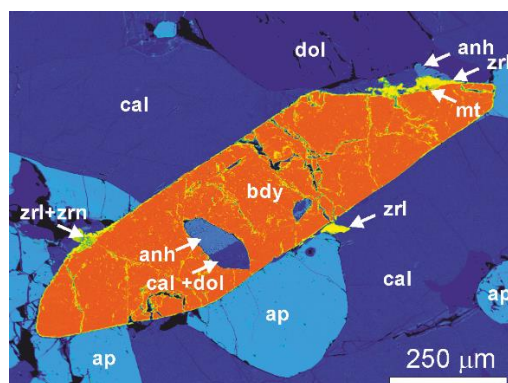 dol
anh
zrl
cal
mt
bdy
zrl+zrn
zrl
anh
cal
cal +dol
ap
ap
ap
250 μm